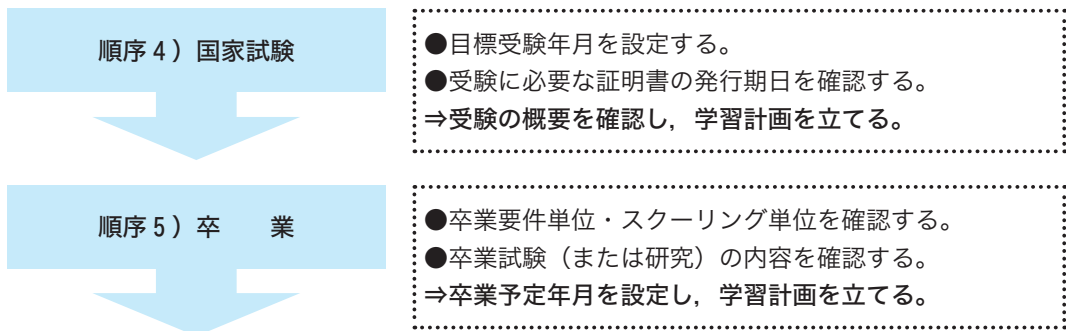 順序4）国家試験
●目標受験年月を設定する。
●受験に必要な証明書の発行期日を確認する。
⇒受験の概要を確認し，学習計画を立てる。
順序5）卒　　業
●卒業要件単位・スクーリング単位を確認する。
●卒業試験（または研究）の内容を確認する。
⇒卒業予定年月を設定し，学習計画を立てる。